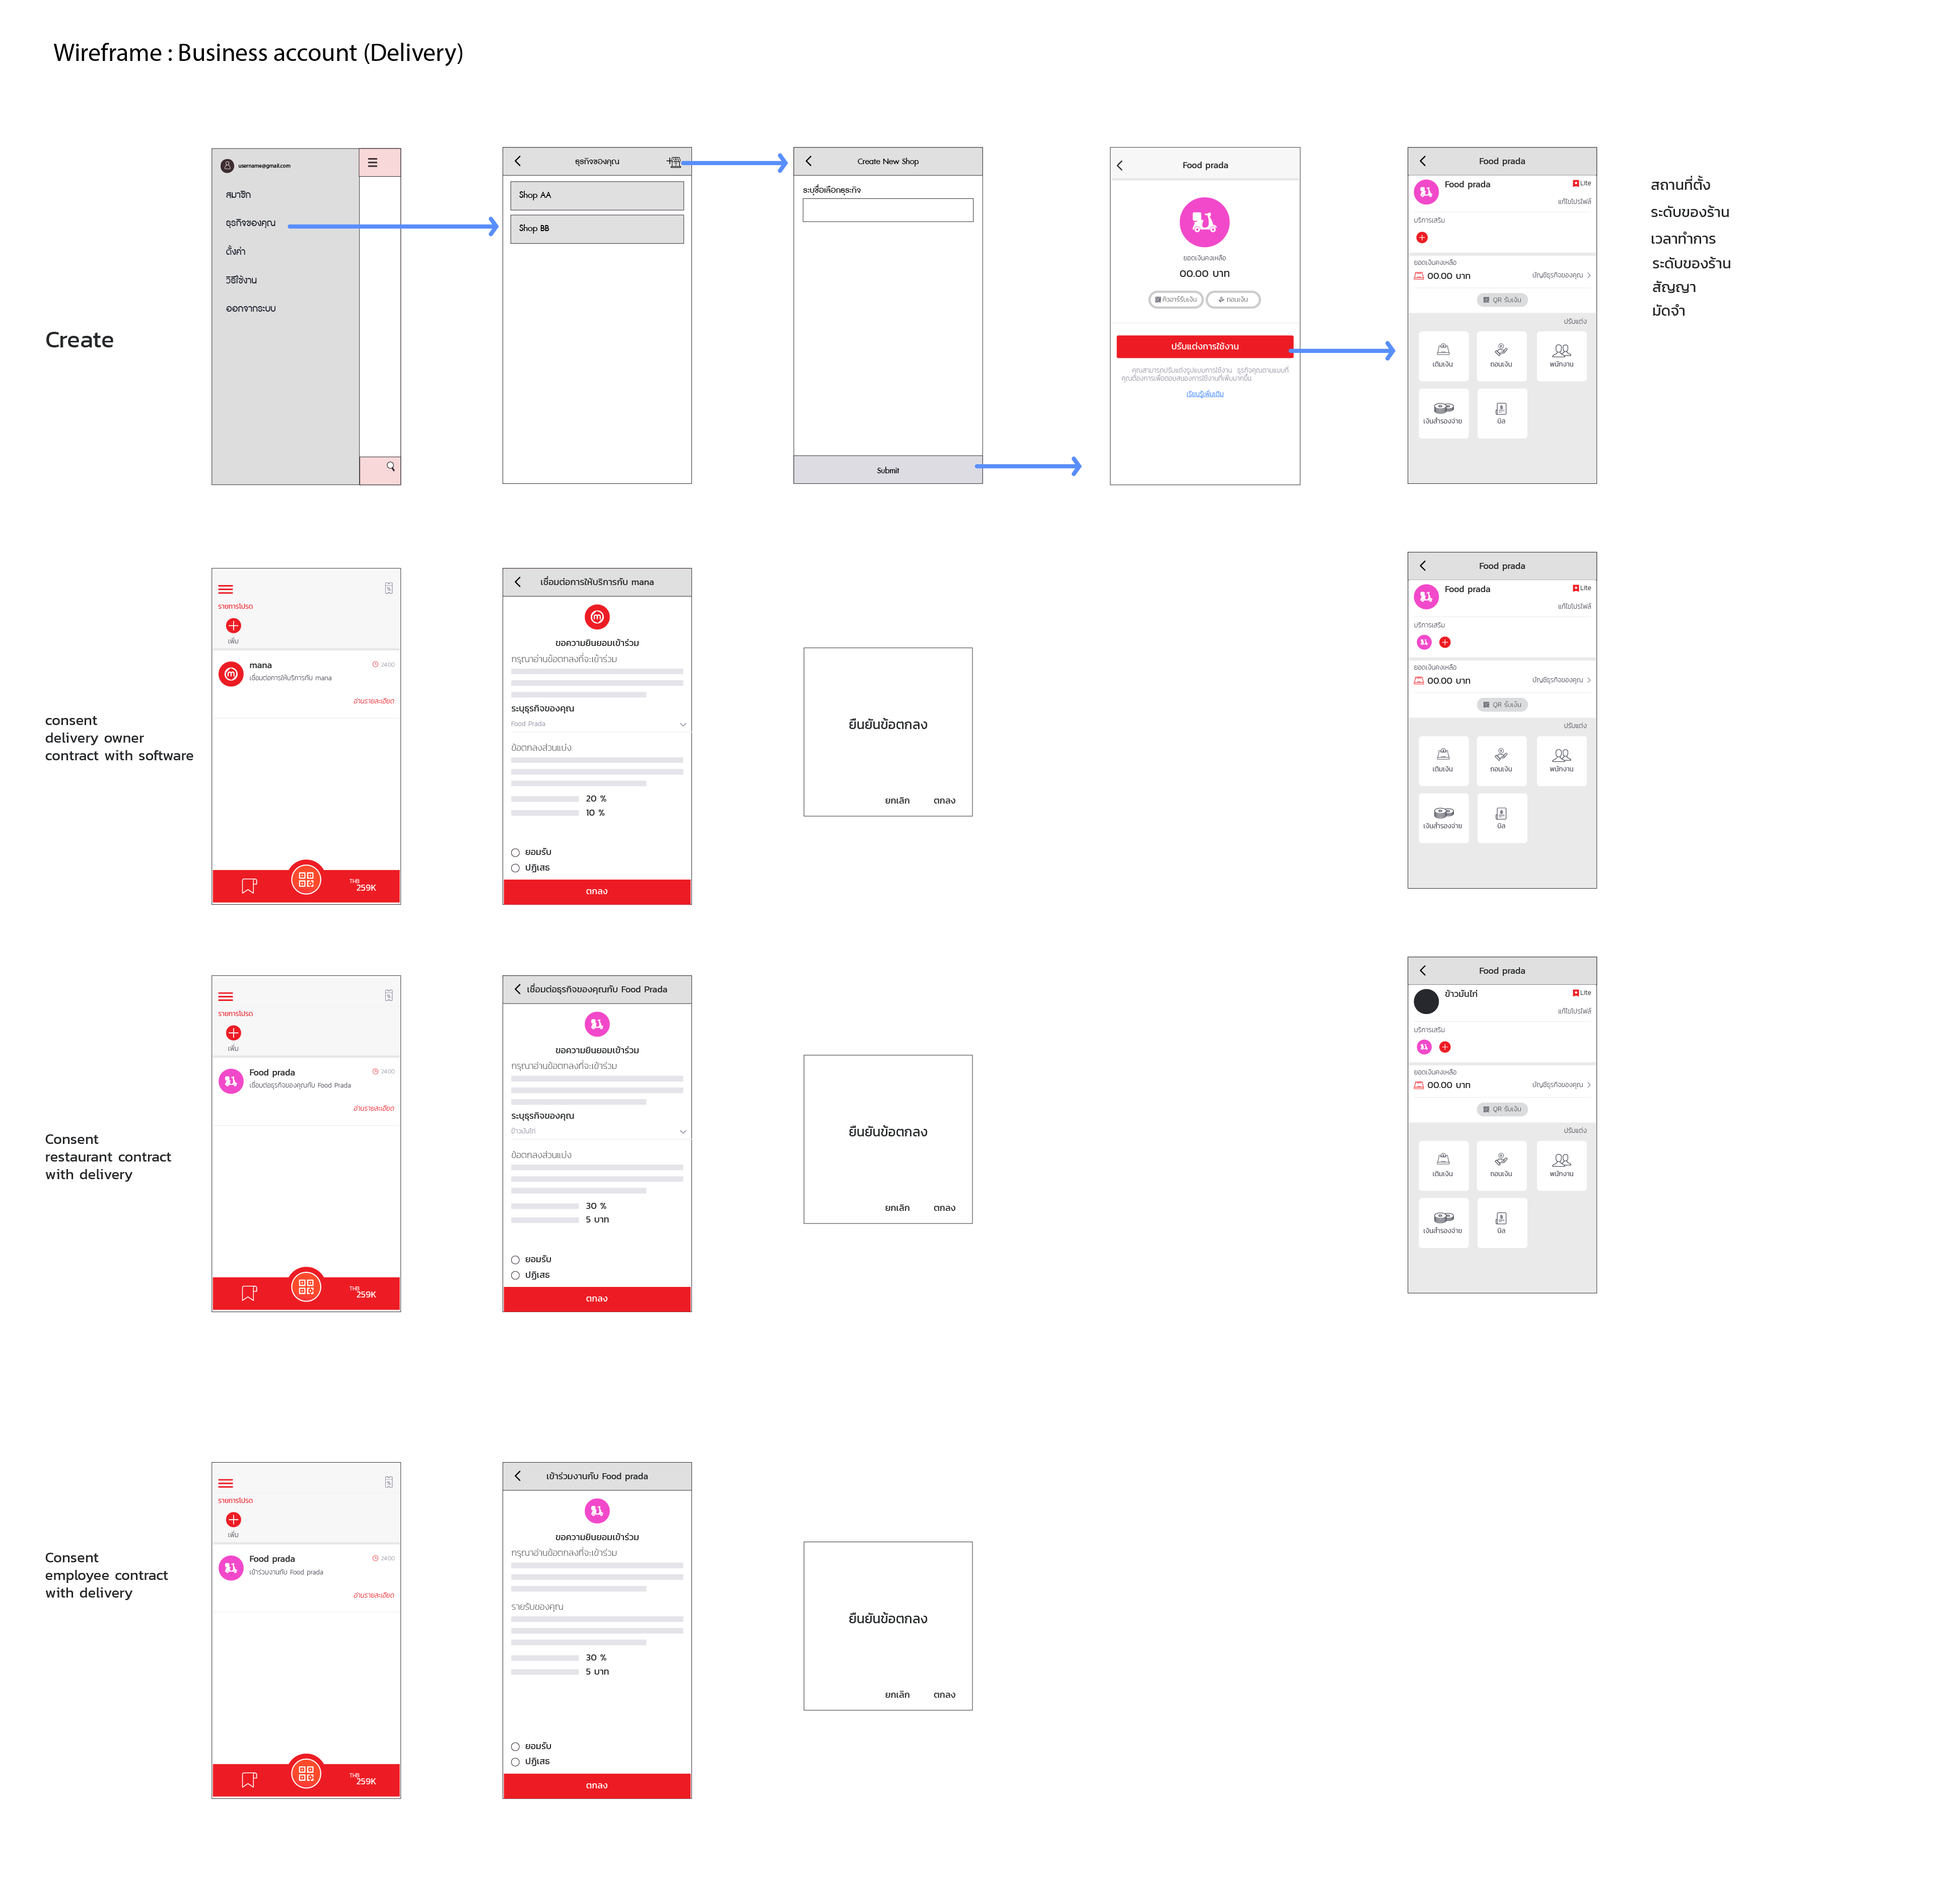 Wireframe : Business account (Delivery)
Create
username@gmail.com
สมาชิก
ธุรกิจของคุณ
ตั้งค่า
วิธีใช้งาน
ออกจากระบบ
ธุรกิจของคุณ
Shop AA
Shop BB
Create New Shop
ระบุชื่อเลือกธุระกิจ
Submit
Food prada
ยอดเงินคงเหลือ
00.00 บาท
คิวอาร์รับเงิน
ถอนเงิน
ปรับแต่งการใช้งาน
คุณสามารถปรับแต่งรูปแบบการใช้งาน ธุรกิจคุณตามแบบที่
คุณต้องการเพื่อตอบสนองการใช้งานที่เพิ่มมากขึ้น
เรียนรู้เพิ่มเติม
Food prada
Food prada
Lite
แก้ไขโปรไฟล์
บริการเสริม
ยอดเงินคงเหลือ
00.00 บาท
บัญชีธุรกิจของคุณ
QR รับเงิน
ปรับแต่ง
เติมเงิน
ถอนเงิน
พนักงาน
เงินสำรองจ่าย
บิล
สถานที่ตั้ง
ระดับของร้าน
เวลาทำการ
ระดับของร้าน
สัญญา
มัดจำ
consent
delivery owner
contract with software
รายการโปรด
เพิ่ม
mana
24:00
เชื่อมต่อการให้บริการกับ mana
อ่านรายละเอียด
THB
259K
เชื่อมต่อการให้บริการกับ mana
ขอความยินยอมเข้าร่วม
กรุณาอ่านข้อตกลงที่จะเข้าร่วม
ระบุธุรกิจของคุณ
Food Prada
ข้อตกลงส่วนแบ่ง
20 %
10 %
ยอมรับ
ปฏิเสธ
ตกลง
ยืนยันข้อตกลง
ยกเลิก
ตกลง
Food prada
Food prada
Lite
แก้ไขโปรไฟล์
บริการเสริม
ยอดเงินคงเหลือ
00.00 บาท
บัญชีธุรกิจของคุณ
QR รับเงิน
ปรับแต่ง
เติมเงิน
ถอนเงิน
พนักงาน
เงินสำรองจ่าย
บิล
Consent
restaurant contract
with delivery
รายการโปรด
เพิ่ม
Food prada
24:00
เชื่อมต่อธุรกิจของคุณกับ Food Prada
อ่านรายละเอียด
THB
259K
เชื่อมต่อธุรกิจของคุณกับ Food Prada
ขอความยินยอมเข้าร่วม
กรุณาอ่านข้อตกลงที่จะเข้าร่วม
ระบุธุรกิจของคุณ
ข้าวมันไก่
ข้อตกลงส่วนแบ่ง
30 %
5 บาท
ยอมรับ
ปฏิเสธ
ตกลง
ยืนยันข้อตกลง
ยกเลิก
ตกลง
Food prada
ข้าวมันไก่
Lite
แก้ไขโปรไฟล์
บริการเสริม
ยอดเงินคงเหลือ
00.00 บาท
บัญชีธุรกิจของคุณ
QR รับเงิน
ปรับแต่ง
เติมเงิน
ถอนเงิน
พนักงาน
เงินสำรองจ่าย
บิล
Consent
employee contract
with delivery
รายการโปรด
เพิ่ม
Food prada
24:00
เข้าร่วมงานกับ Food prada
อ่านรายละเอียด
THB
259K
เข้าร่วมงานกับ Food prada
ขอความยินยอมเข้าร่วม
กรุณาอ่านข้อตกลงที่จะเข้าร่วม
รายรับของคุณ
30 %
5 บาท
ยอมรับ
ปฏิเสธ
ตกลง
ยืนยันข้อตกลง
ยกเลิก
ตกลง